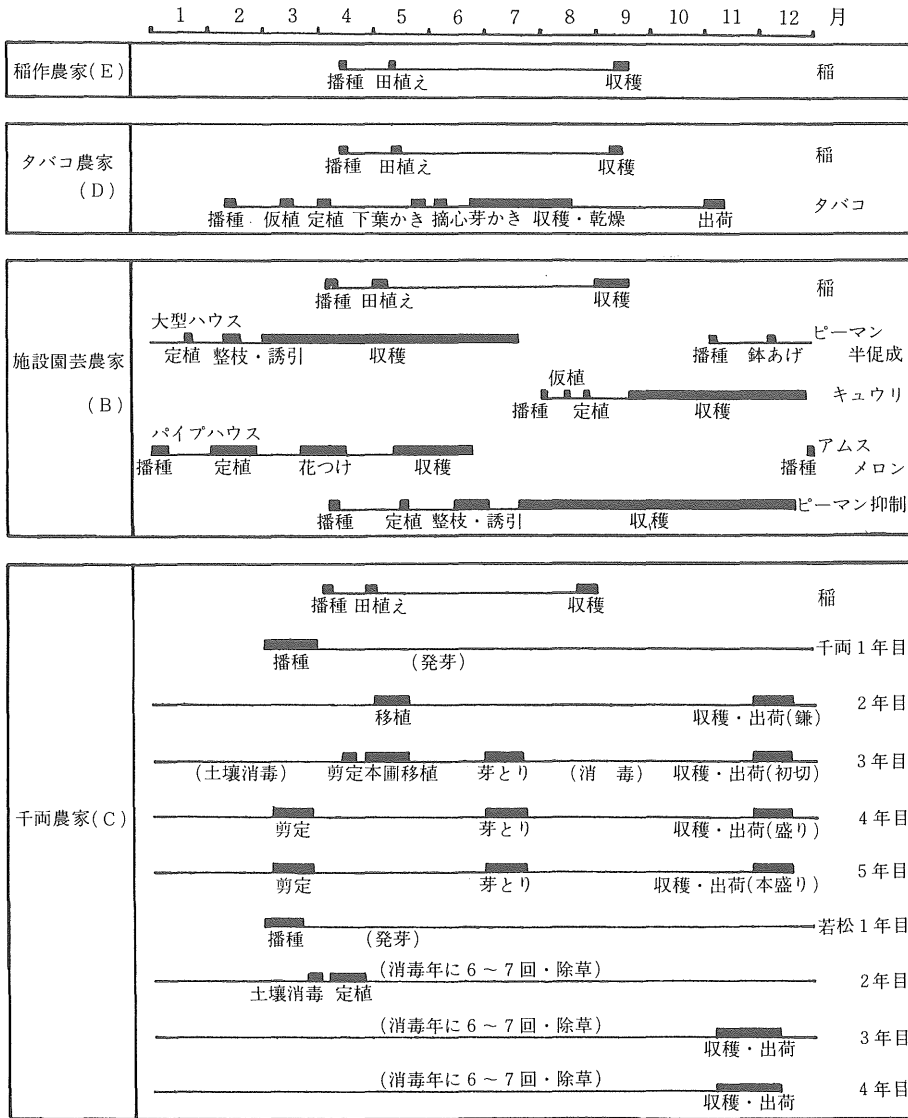 1 2 3 4 5 6 7 8 9 10 11 12 月
稲作農家(E)
播種 田植え 収穫 稲
タバコ農家
(D)
播種 田植え 収穫 稲
播種 仮植 定植 下葉かき 摘心 芽かき 収穫・乾燥 出荷 タバコ
施設園芸農家
(B)
播種 田植え 収穫 稲
大型ハウス ピーマン
定植 整枝・誘引 収穫 播種 鉢あげ 半促成
仮植 キュウリ
播種 定植 収穫
パイプハウス アムス
播種 定植 花つけ 収穫 播種 メロン
播種 定植 整枝・誘引 収穫 ピーマン抑制
千両農家(C)
播種 田植え 収穫 稲
播種 (発芽) 千両1年目
移植 収穫・出荷(鎌) 2年目
(土壌消毒) 剪定 本圃移植 芽とり (消 毒) 収穫・出荷(初切) 3年目
剪定 芽とり 収穫・出荷(盛り) 4年目
剪定 芽とり 収穫・出荷(本盛り) 5年目
播種 (発芽) 若松1年目
(消毒年に6〜7回・除草) 2年目
土壌消毒 定植
(消毒年に6〜7回・除草) 3年目
収穫・出荷
(消毒年に6〜7回・除草) 4年目
収穫・出荷